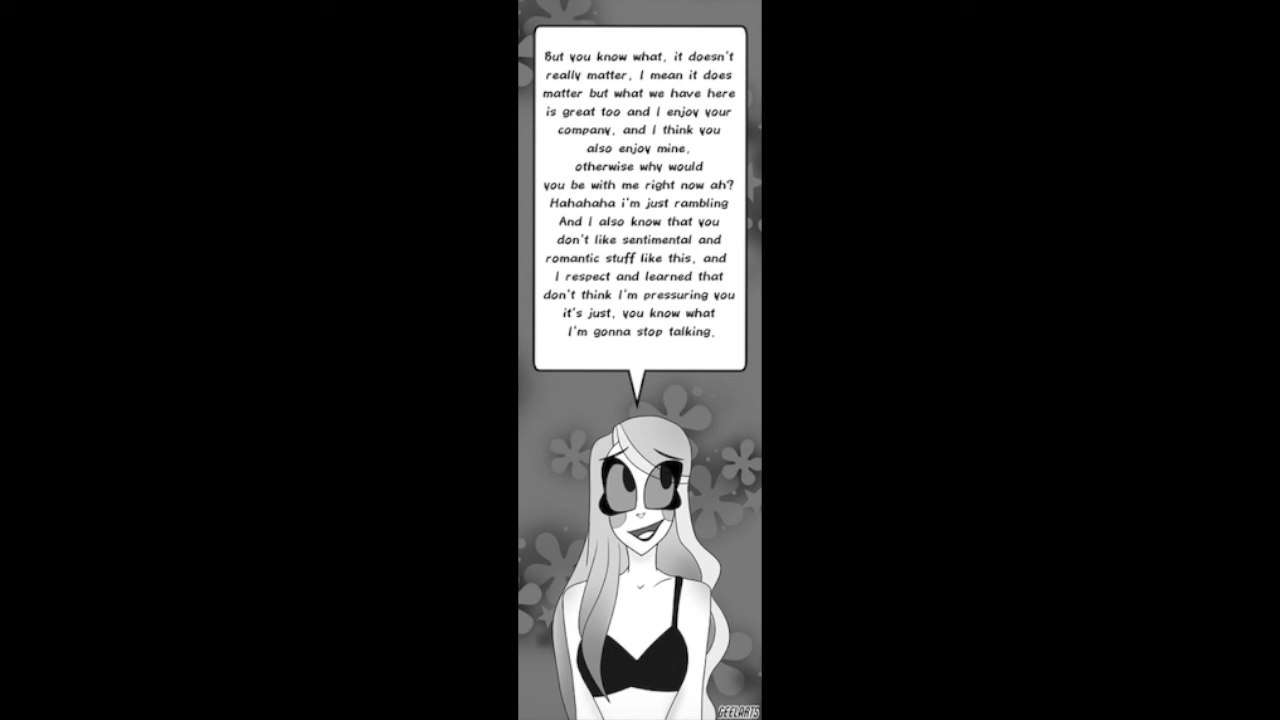 But you know what, it doesn't
really matter, I mean it does
matter but what we have here
is great too and I enjoy your
company, and I think you
also enjoy mine,
otherwise why would
you be with me right now ah?
Hahahaha i'm just rambling
And I also know that you
don't like sentimental and
romantic stuff like this, and
I respect and learned that
don't think I'm pressuring you
it's just, you know what
I'm gonna stop talking.
GEELARTS